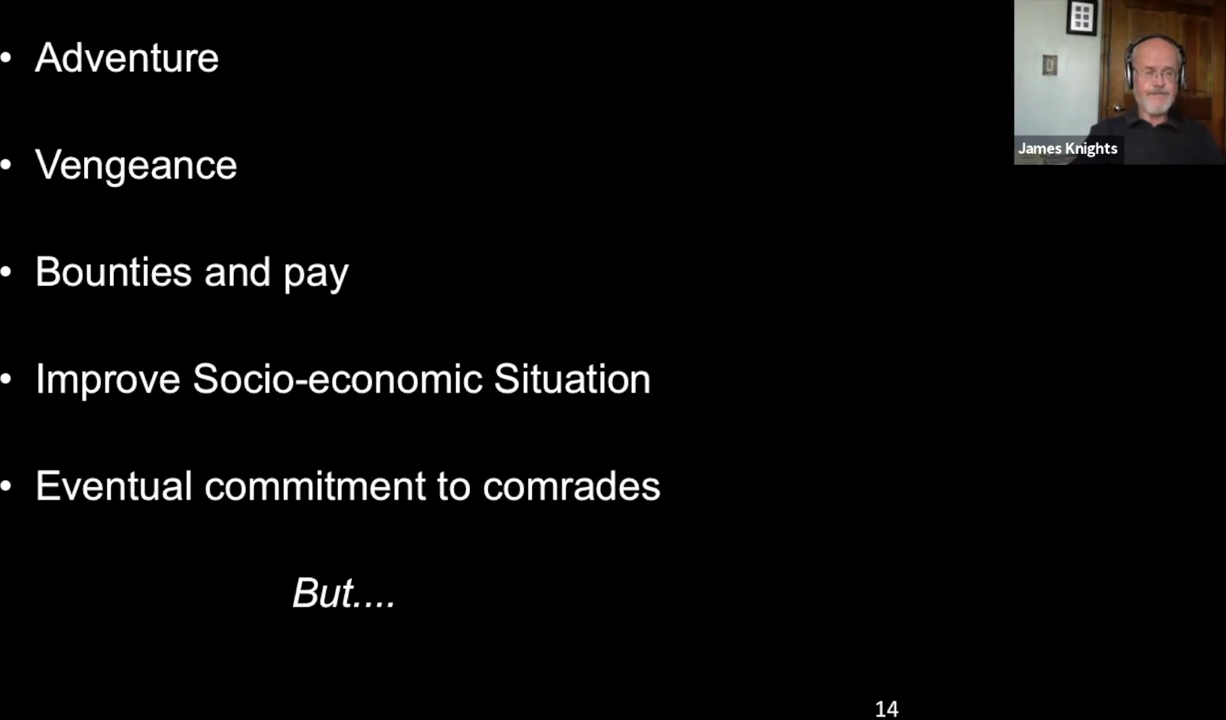 • Adventure
• Vengeance
• Bounties and pay
• Improve Socio-economic Situation
• Eventual commitment to comrades
But....
14
James Knights